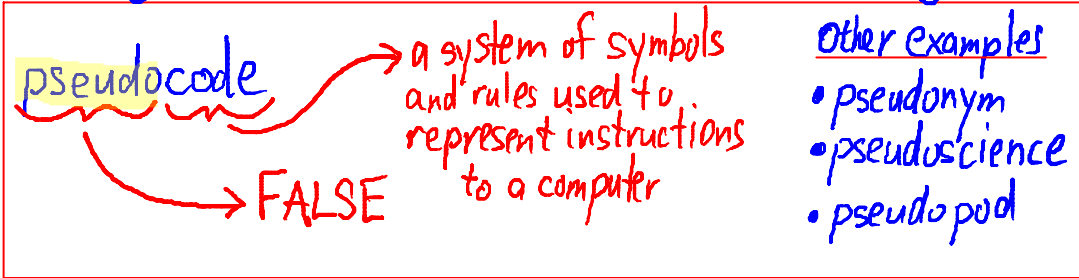 pseudocode
FALSE
a system of symbols
and rules used to
represent instructions
to a computer
Other examples
• pseudonym
• pseudoscience
• pseudopod